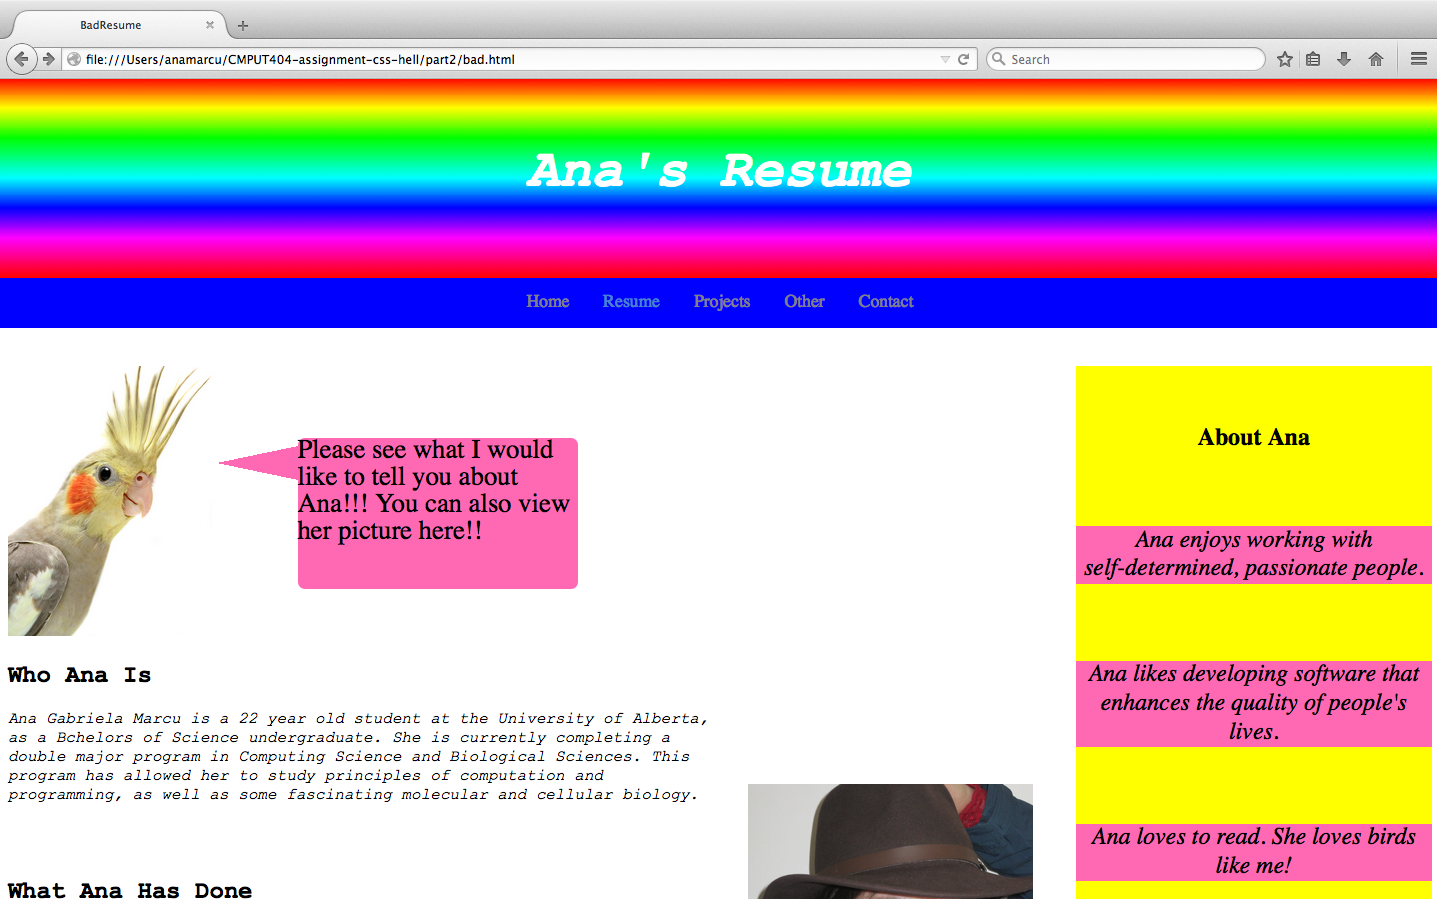 BadResume
file:///Users/anamarcu/CMPUT404-assignment-css-hell/part2/bad.html
Search
Ana's Resume
Home Resume Projects Other Contact
Please see what I would
like to tell you about
Ana!!! You can also view
her picture here!!
Who Ana Is
Ana Gabriela Marcu is a 22 year old student at the University of Alberta,
as a Bchelors of Science undergraduate. She is currently completing a
double major program in Computing Science and Biological Sciences. This
program has allowed her to study principles of computation and
programming, as well as some fascinating molecular and cellular biology.
What Ana Has Done
About Ana
Ana enjoys working with
self-determined, passionate people.
Ana likes developing software that
enhances the quality of people's
lives.
Ana loves to read. She loves birds
like me!